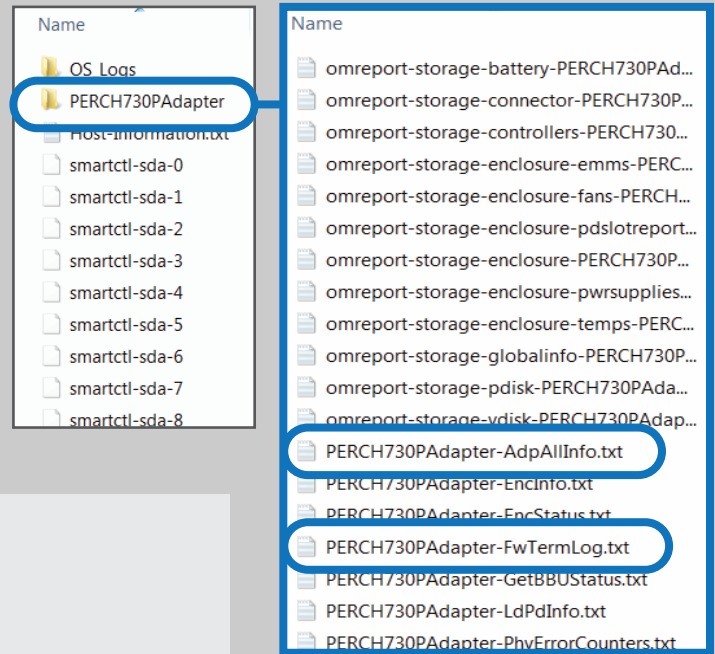 Name
OS Logs
PERCH730PAdapter
Host-Information.txt
smartctl-sda-0
smartctl-sda-1
smartctl-sda-2
smartctl-sda-3
smartctl-sda-4
smartctl-sda-5
smartctl-sda-6
smartctl-sda-7
smartctl-sda-8
Name
omreport-storage-battery-PERCH730PAd...
omreport-storage-connector-PERCH730P...
omreport-storage-controllers-PERCH730...
omreport-storage-enclosure-emms-PERC...
omreport-storage-enclosure-fans-PERCH...
omreport-storage-enclosure-pdslotreport...
omreport-storage-enclosure-PERCH730P...
omreport-storage-enclosure-pwrsupplies...
omreport-storage-enclosure-temps-PERC...
omreport-storage-globalinfo-PERCH730P...
omreport-storage-pdisk-PERCH730PAda...
omreport-storage-vdisk-PERCH730PAdap...
PERCH730PAdapter-AdpAllInfo.txt
PERCH730PAdapter-EncInfo.txt
PERCH730PAdapter-EncStatus.txt
PERCH730PAdapter-FwTermLog.txt
PERCH730PAdapter-GetBBUStatus.txt
PERCH730PAdapter-LdPdInfo.txt
PERCH730PAdapter-PhyErrorCounters.txt